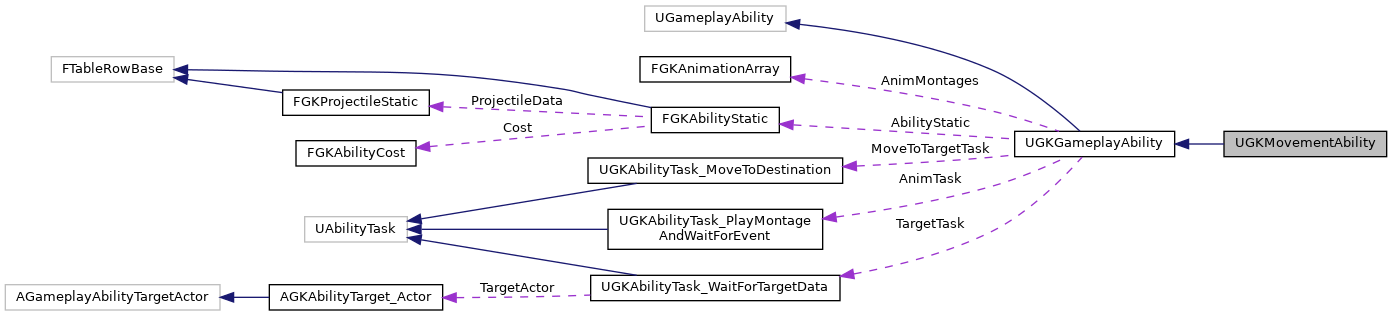 UGameplayAbility
FTableRowBase
FGKAnimationArray
AnimMontages
FGKProjectileStatic
ProjectileData
FGKAbilityStatic
AbilityStatic
Cost
FGKAbilityCost
UGKGameplayAbility
UGKMovementAbility
MoveToTargetTask
UGKAbilityTask_MoveToDestination
AnimTask
UAbilityTask
UGKAbilityTask_PlayMontage
AndWaitForEvent
TargetTask
AGameplayAbilityTargetActor
AGKAbilityTarget_Actor
TargetActor
UGKAbilityTask_WaitForTargetData